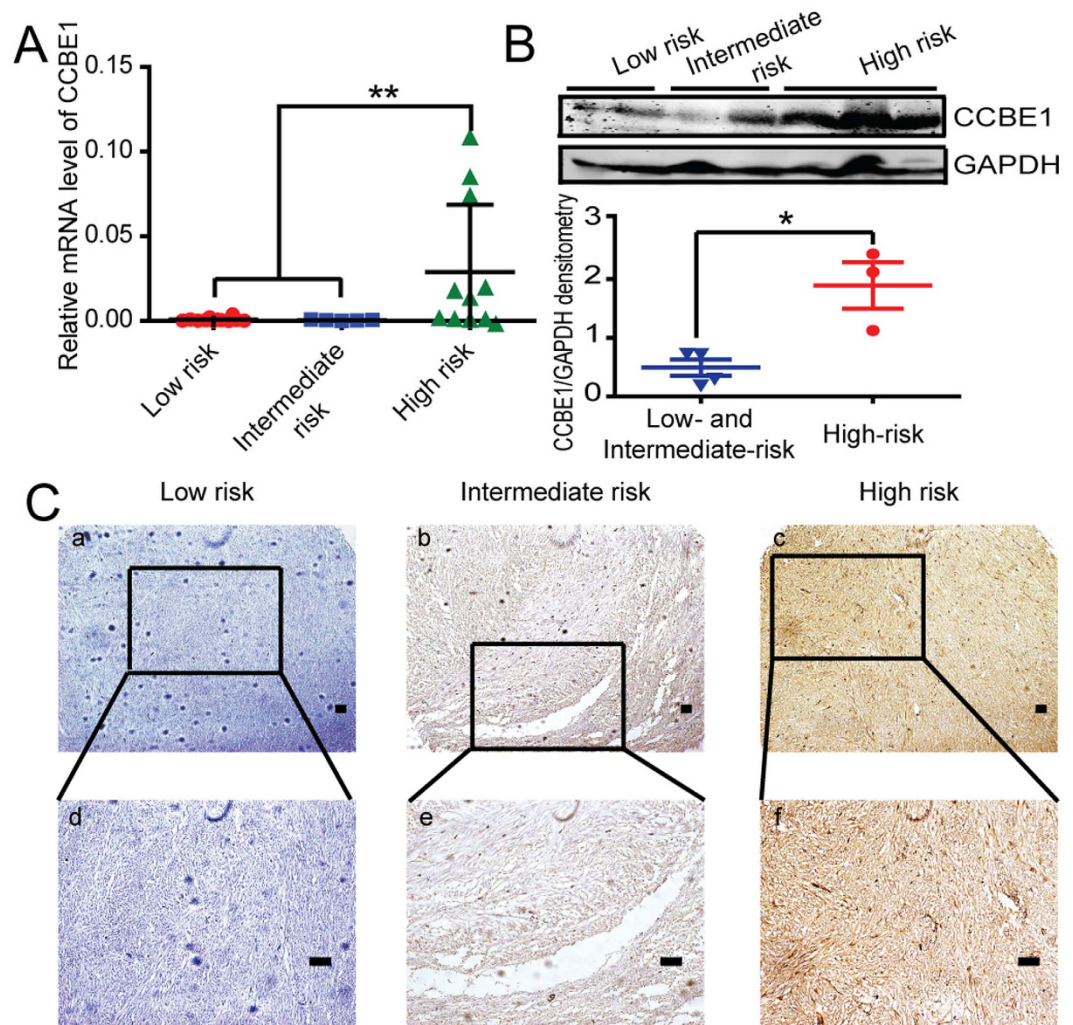 A
Relative mRNA level of CCBE1
0.15
0.10
0.05
0.00
**
Low risk
Intermediate
risk
High risk
B
Low risk
Intermediate
risk
High risk
CCBE1
GAPDH
CCBE1/GAPDH densitometry
3
2
1
0
*
Low- and
Intermediate-risk
High-risk
C
Low risk
Intermediate risk
High risk
a
b
c
d
e
f